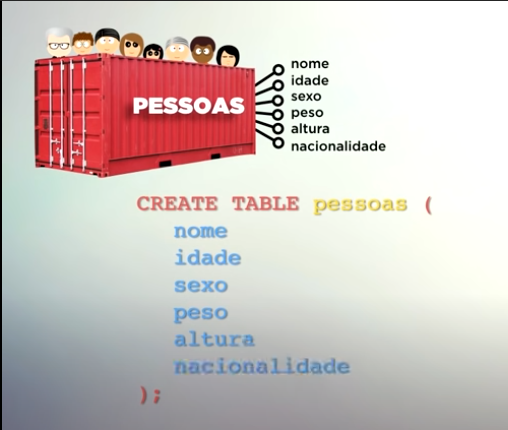 PESSOAS
nome
idade
sexo
peso
altura
nacionalidade
CREATE TABLE pessoas (
nome
idade
sexo
peso
altura
nacionalidade
);